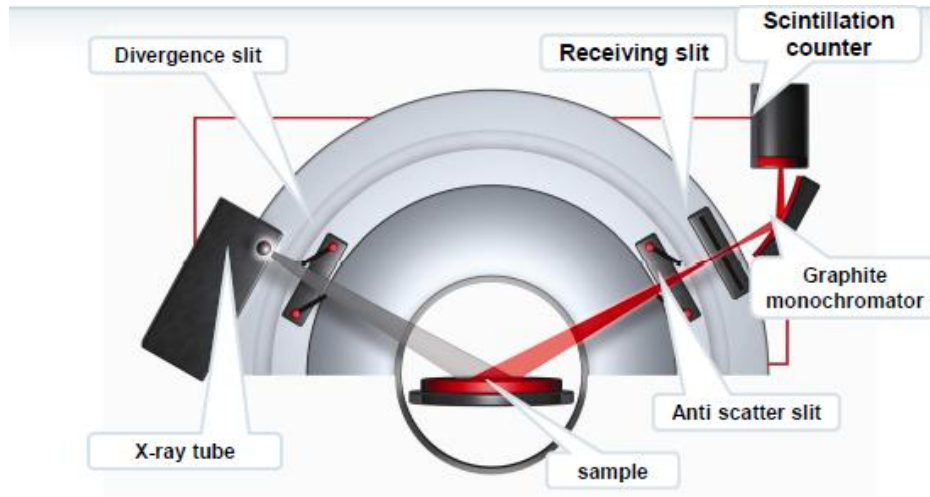 Scintillation
counter
Divergence slit
Receiving slit
Graphite
monochromator
Anti scatter slit
X-ray tube
sample